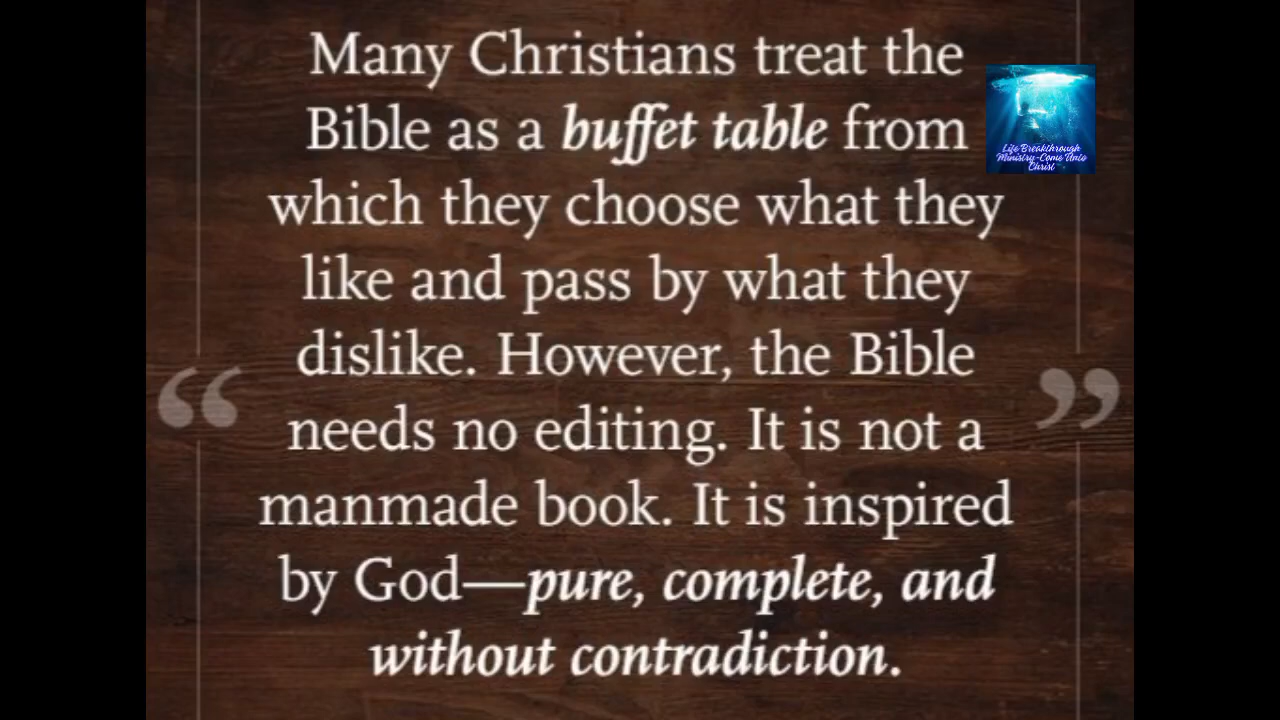 Many Christians treat the
Bible as a buffet table from
which they choose what they
like and pass by what they
dislike. However, the Bible
“ needs no editing. It is not a ”
manmade book. It is inspired
by God—pure, complete, and
without contradiction.
Life Breakthrough
Ministry-Come Unto
Christ